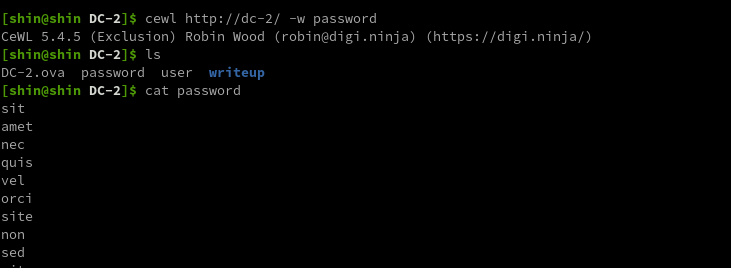 [shin@shin DC-2]$ cewl http://dc-2/ -w password
CeWL 5.4.5 (Exclusion) Robin Wood (robin@digi.ninja) (https://digi.ninja/)
[shin@shin DC-2]$ ls
DC-2.ova password user writeup
[shin@shin DC-2]$ cat password
sit
amet
nec
quis
vel
orci
site
non
sed